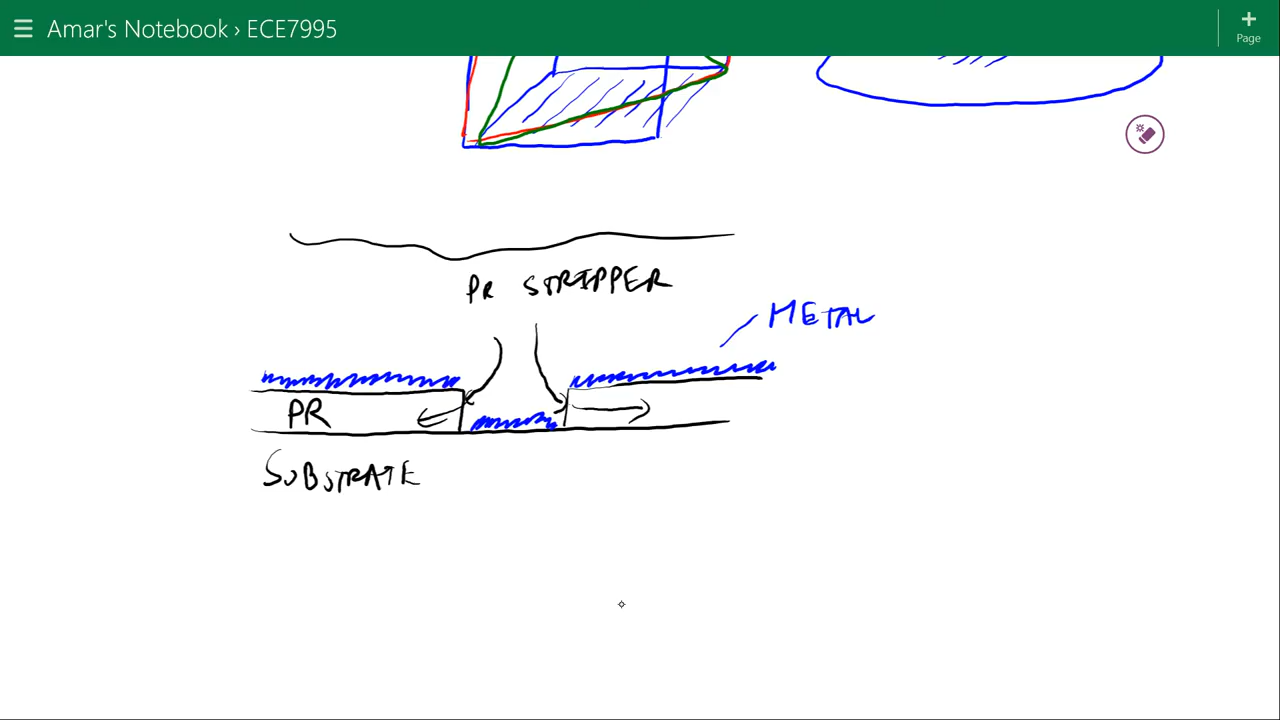 Amar's Notebook › ECE7995
Page
PR STRIPPER
METAL
PR
SUBSTRATE